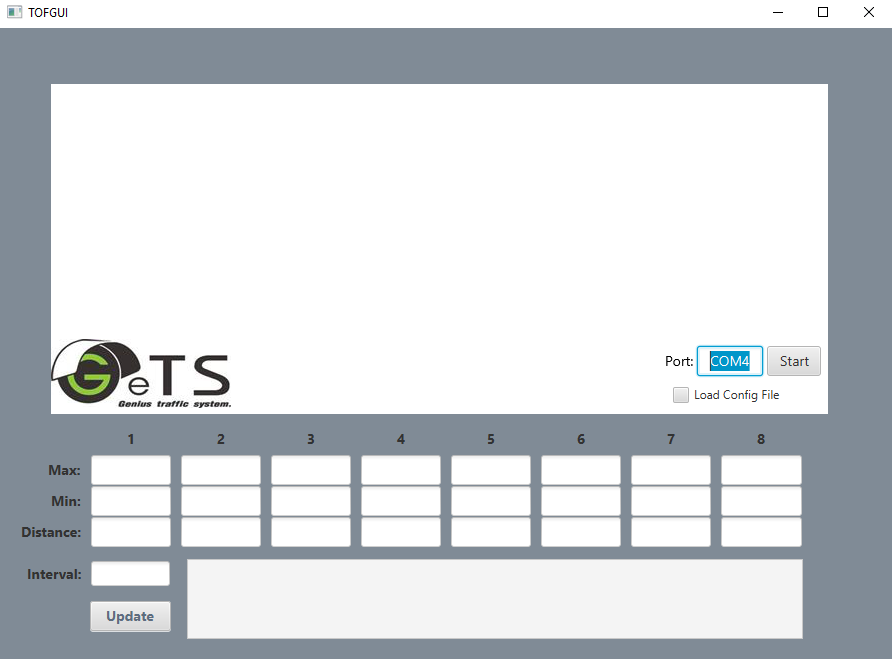 TOFGUI
GeTS
Genius traffic system.
Port: COM4 Start
Load Config File
1 2 3 4 5 6 7 8
Max:
Min:
Distance:
Interval:
Update